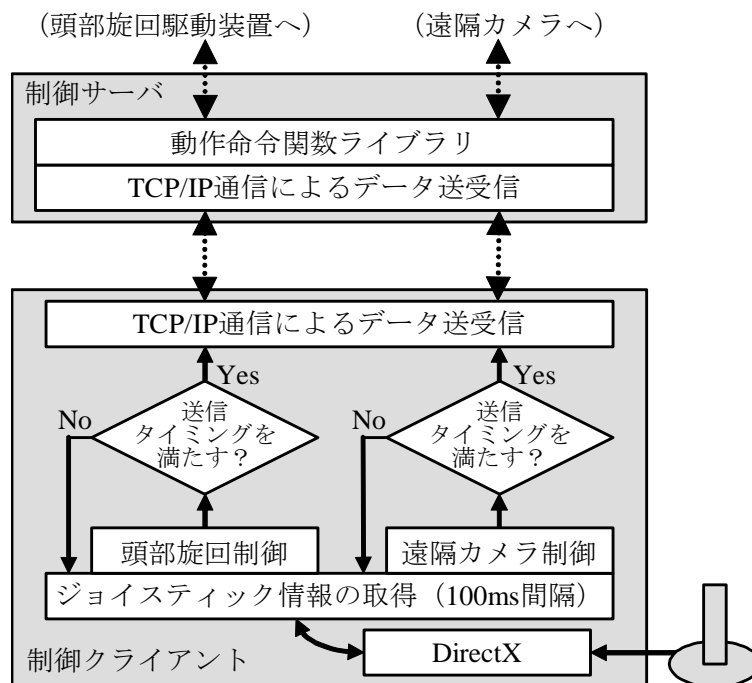 （頭部旋回駆動装置へ） （遠隔カメラへ）
制御サーバ
動作命令関数ライブラリ
TCP/IP通信によるデータ送受信
TCP/IP通信によるデータ送受信
Yes Yes
No 送信 No 送信
タイミングを タイミングを
満たす？ 満たす？
頭部旋回制御 遠隔カメラ制御
ジョイスティック情報の取得（100ms間隔）
制御クライアント DirectX